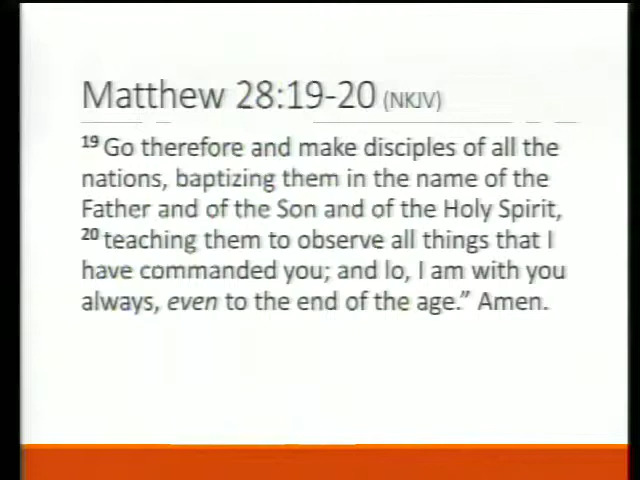 Matthew 28:19-20 (NKJV)
19 Go therefore and make disciples of all the
nations, baptizing them in the name of the
Father and of the Son and of the Holy Spirit,
20 teaching them to observe all things that I
have commanded you; and lo, I am with you
always, even to the end of the age.” Amen.